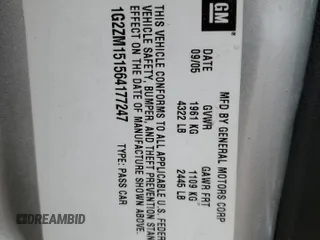 GM
MFD BY GENERAL MOTORS CORP
DATE GVWR GAWR FRT
09/05 1961 KG 1109 KG
4322 LB 2445 LB
THIS VEHICLE CONFORMS TO ALL APPLICABLE U.S. FEDER
VEHICLE SAFETY, BUMPER, AND THEFT PREVENTION STAN
EFFECT ON THE DATE OF MANUFACTURE SHOWN ABOVE.
1G2ZM151564177247 TYPE: PASS CAR
DREAMBID